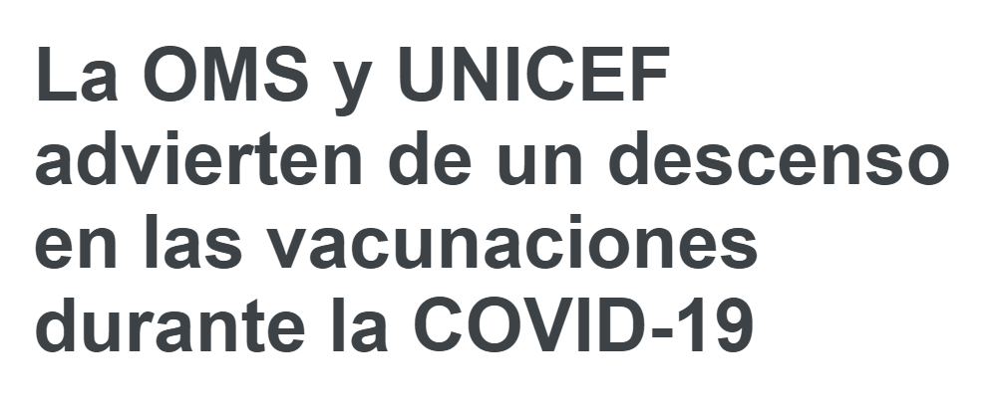 La OMS y UNICEF
advierten de un descenso
en las vacunaciones
durante la COVID-19